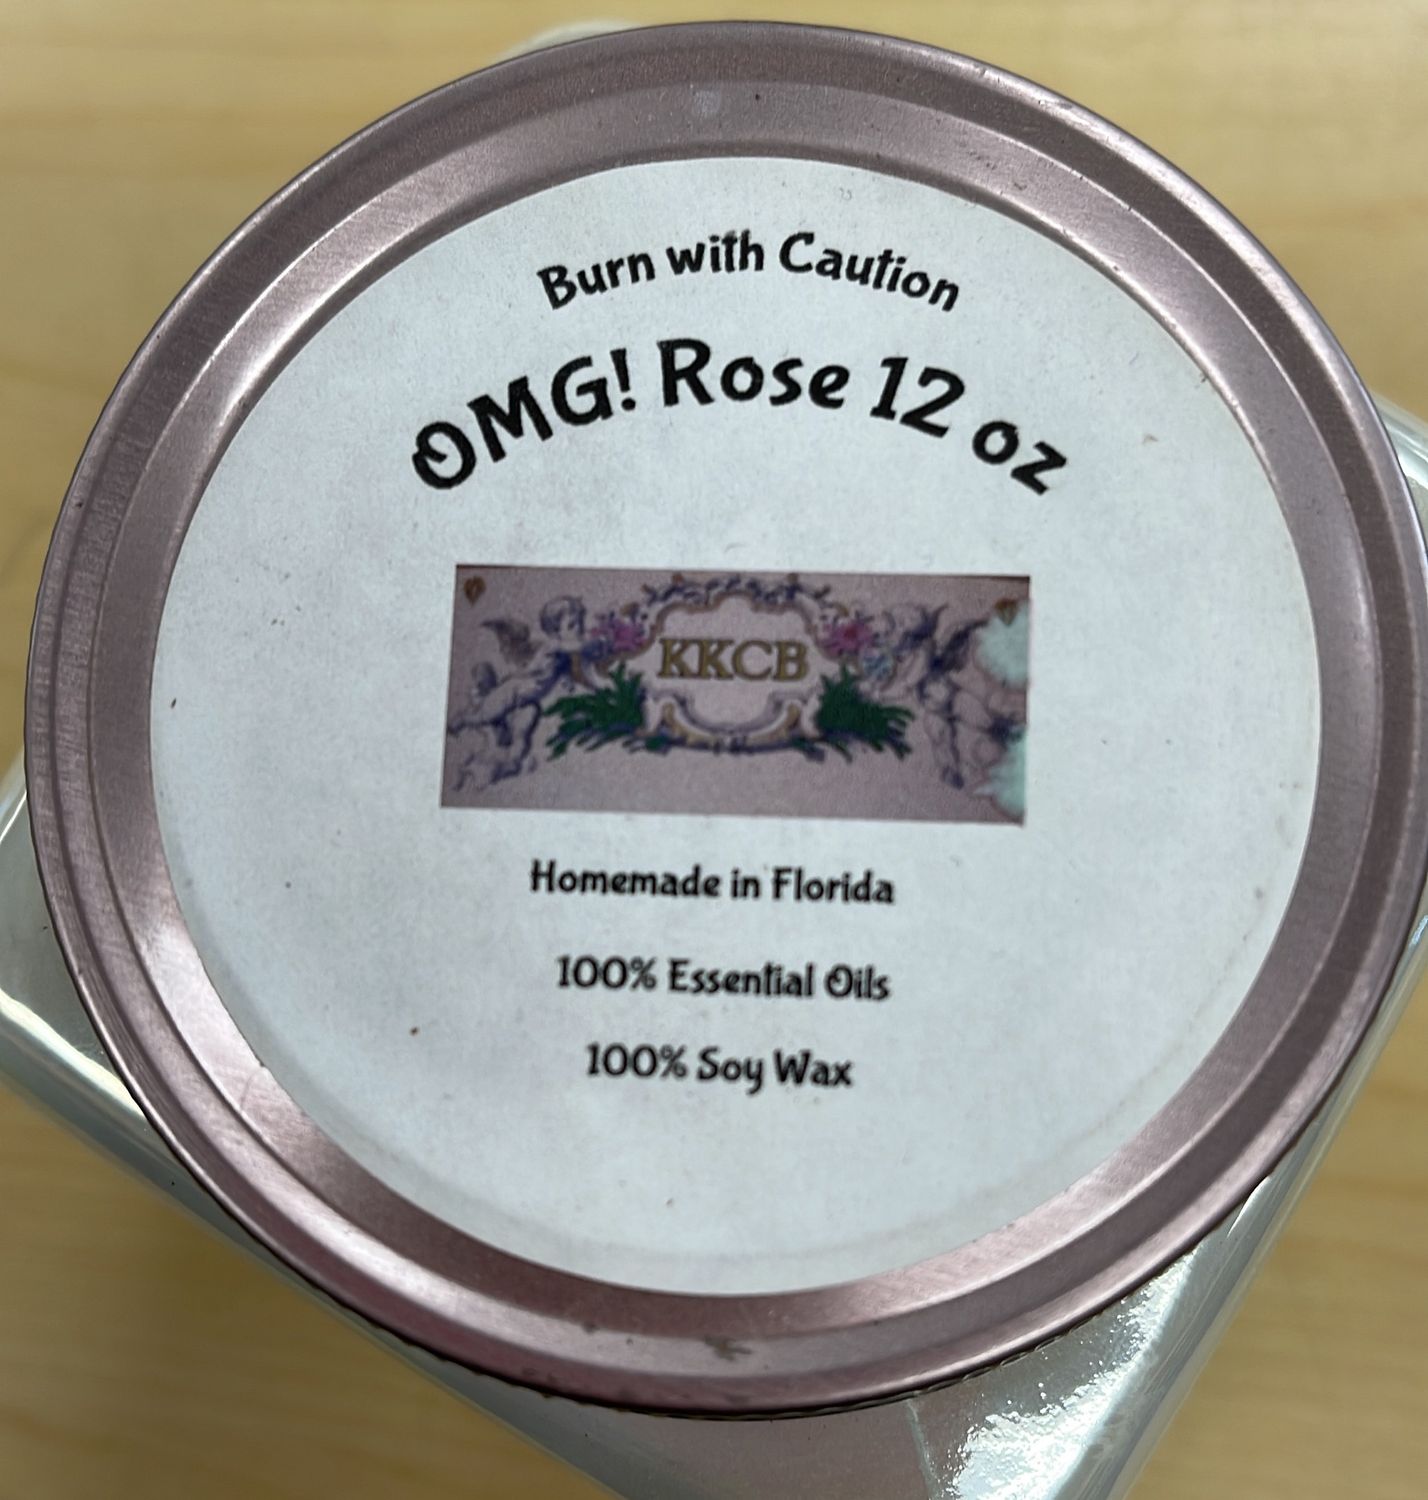 Burn with Caution
OMG! Rose 12 oz
KKCB
Homemade in Florida
100% Essential Oils
100% Soy Wax